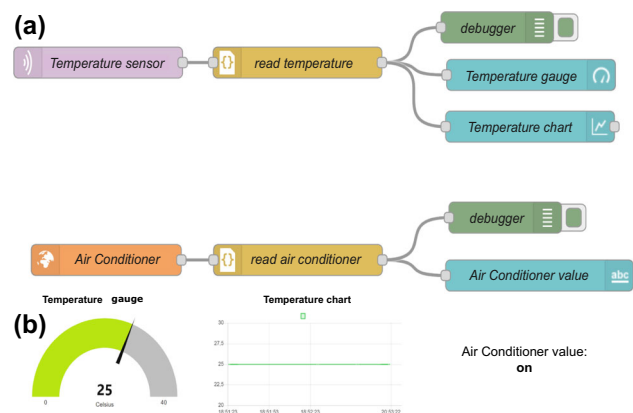 (a)
debugger
Temperature sensor
{}
read temperature
Temperature gauge
Temperature chart
debugger
Air Conditioner
{}
read air conditioner
Air Conditioner value
abc
Temperature gauge
Temperature chart
(b)
30
27.5
25
22.5
20
25
Celsius
0
40
Air Conditioner value:
on